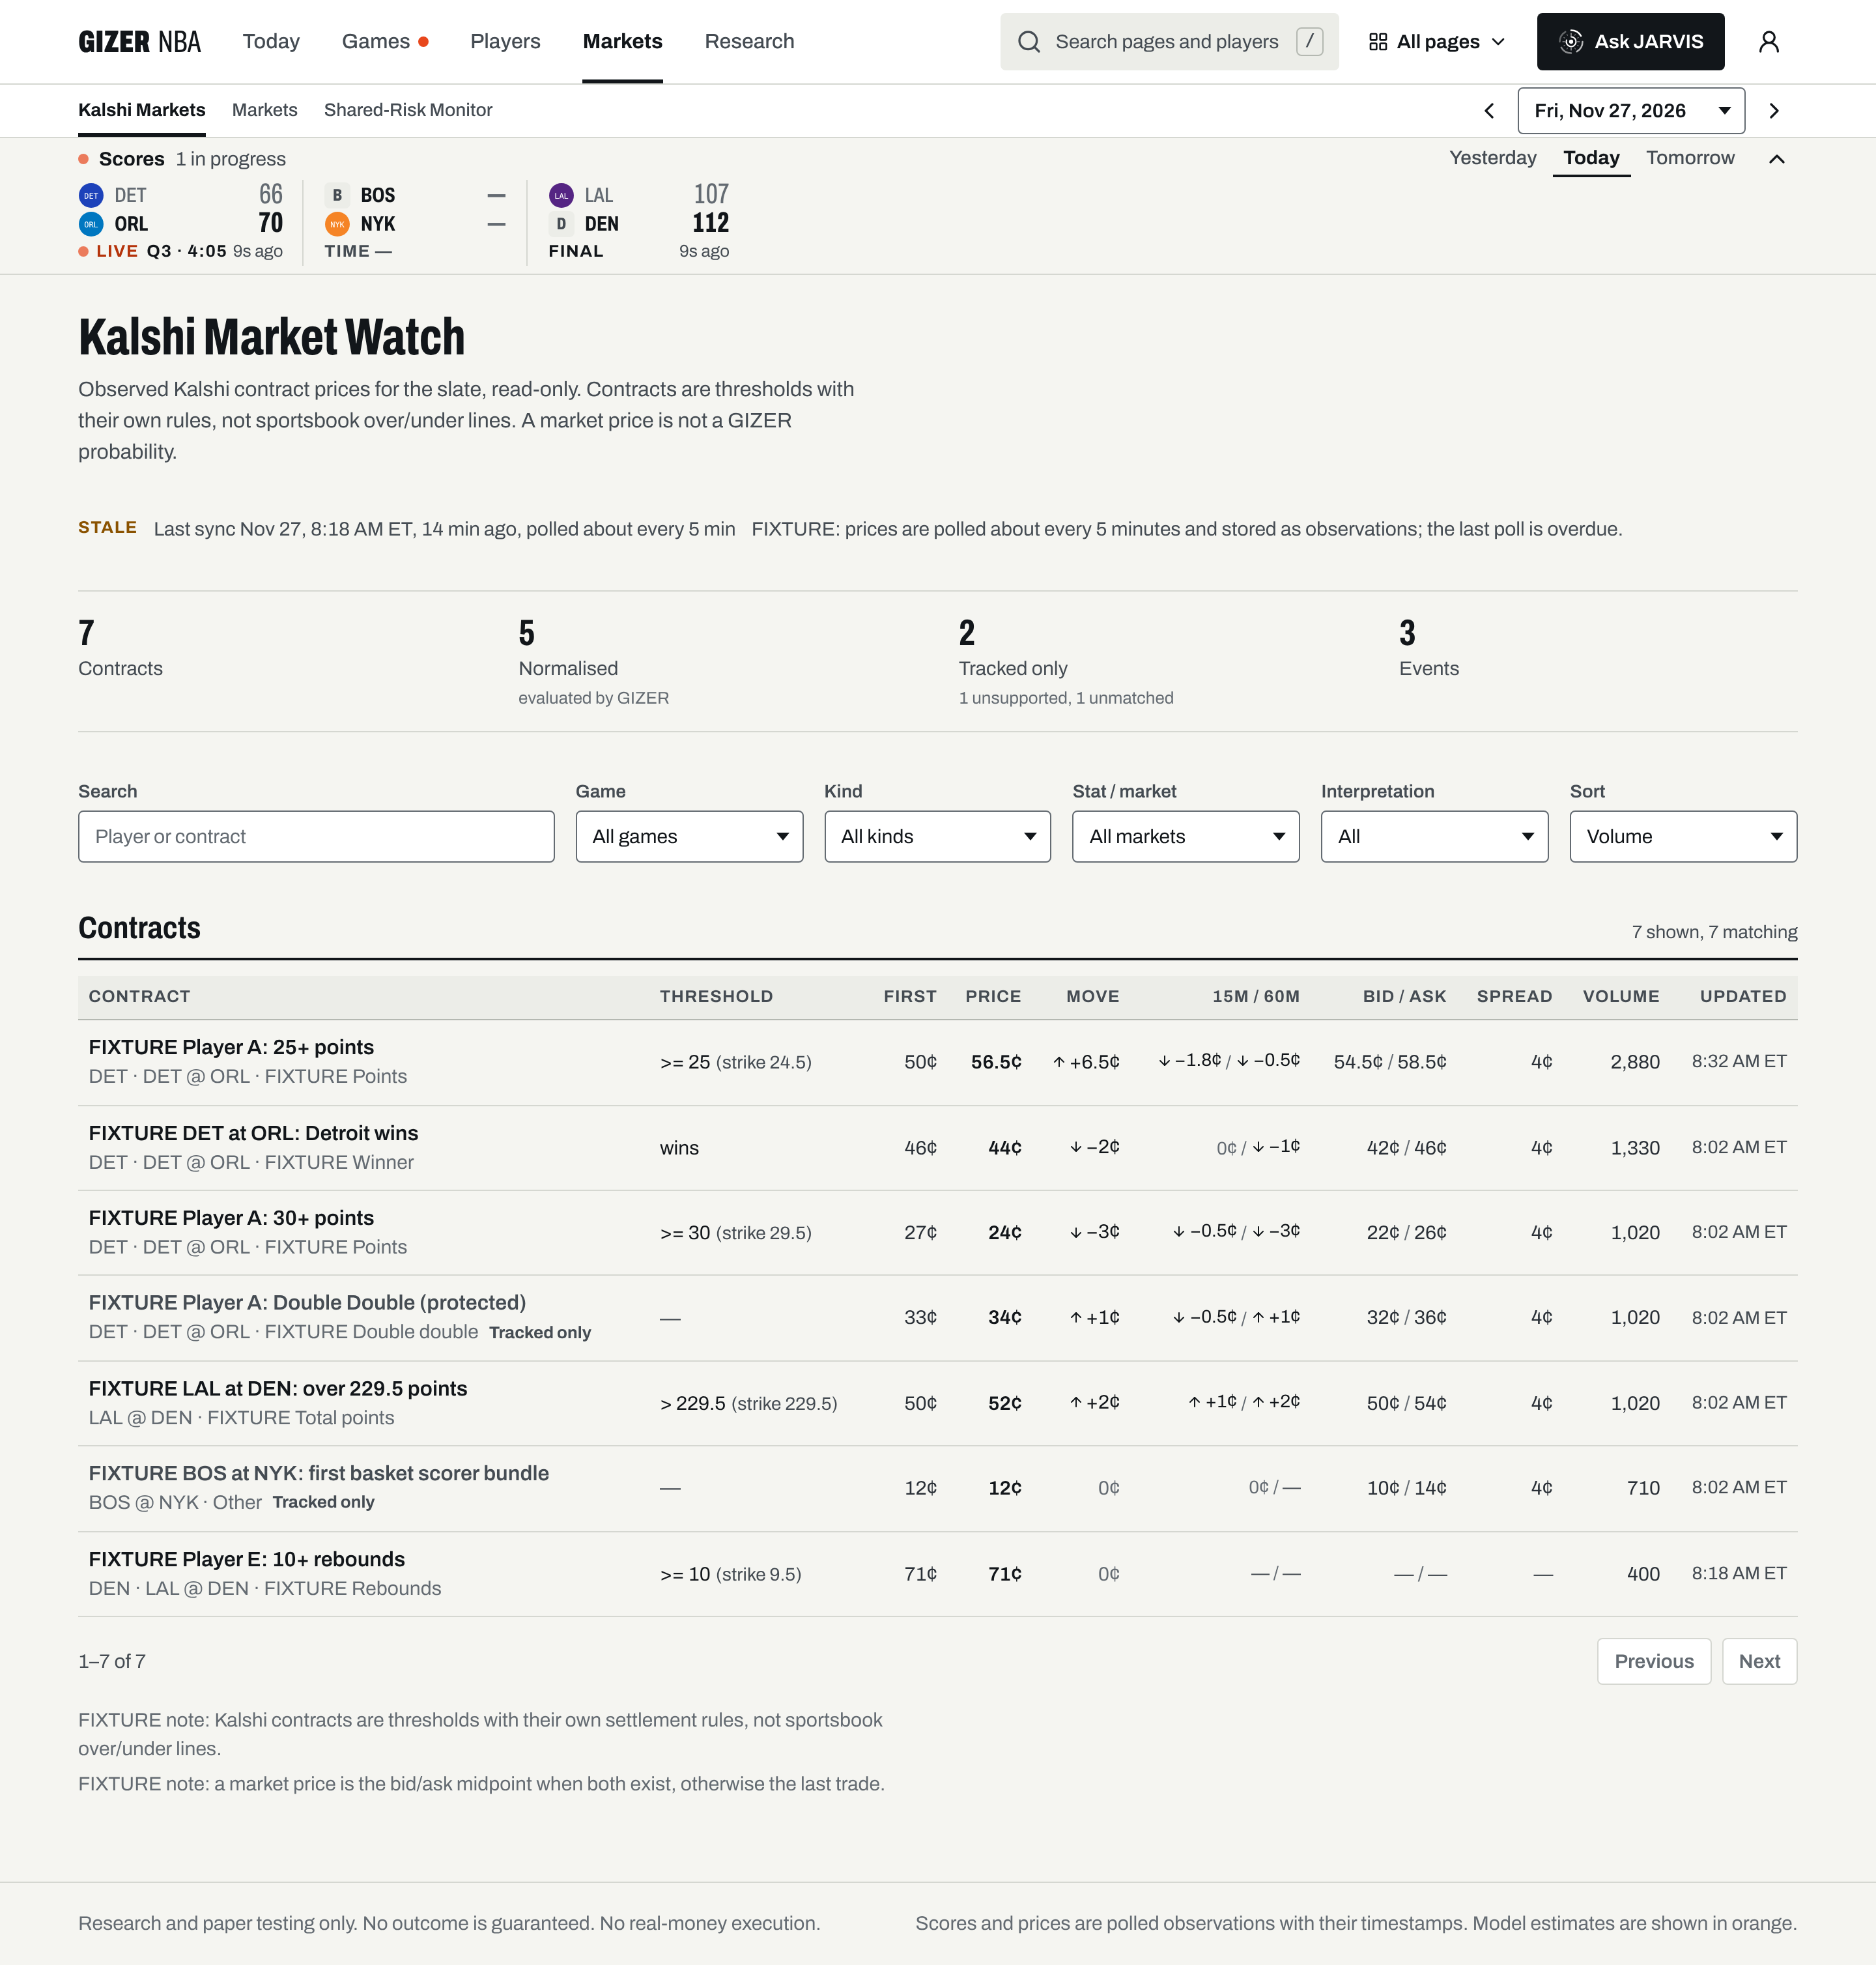 GIZER NBA Today Games Players Markets Research Search pages and players / All pages Ask JARVIS
Kalshi Markets Markets Shared-Risk Monitor Fri, Nov 27, 2026
Scores 1 in progress Yesterday Today Tomorrow
DET DET 66 B BOS — LAL LAL 107
ORL ORL 70 NYK NYK — D DEN 112
LIVE Q3 · 4:05 9s ago TIME — FINAL 9s ago
Kalshi Market Watch
Observed Kalshi contract prices for the slate, read-only. Contracts are thresholds with
their own rules, not sportsbook over/under lines. A market price is not a GIZER
probability.
STALE Last sync Nov 27, 8:18 AM ET, 14 min ago, polled about every 5 min FIXTURE: prices are polled about every 5 minutes and stored as observations; the last poll is overdue.
7 5 2 3
Contracts Normalised Tracked only Events
evaluated by GIZER 1 unsupported, 1 unmatched
Search Game Kind Stat / market Interpretation Sort
Player or contract All games All kinds All markets All Volume
Contracts 7 shown, 7 matching
CONTRACT THRESHOLD FIRST PRICE MOVE 15M / 60M BID / ASK SPREAD VOLUME UPDATED
FIXTURE Player A: 25+ points
DET · DET @ ORL · FIXTURE Points
>= 25 (strike 24.5) 50¢ 56.5¢ ↑ +6.5¢ ↓ −1.8¢ / ↓ −0.5¢ 54.5¢ / 58.5¢ 4¢ 2,880 8:32 AM ET
FIXTURE DET at ORL: Detroit wins
DET · DET @ ORL · FIXTURE Winner
wins 46¢ 44¢ ↓ −2¢ 0¢ / ↓ −1¢ 42¢ / 46¢ 4¢ 1,330 8:02 AM ET
FIXTURE Player A: 30+ points
DET · DET @ ORL · FIXTURE Points
>= 30 (strike 29.5) 27¢ 24¢ ↓ −3¢ ↓ −0.5¢ / ↓ −3¢ 22¢ / 26¢ 4¢ 1,020 8:02 AM ET
FIXTURE Player A: Double Double (protected)
DET · DET @ ORL · FIXTURE Double double Tracked only
— 33¢ 34¢ ↑ +1¢ ↓ −0.5¢ / ↑ +1¢ 32¢ / 36¢ 4¢ 1,020 8:02 AM ET
FIXTURE LAL at DEN: over 229.5 points
LAL @ DEN · FIXTURE Total points
> 229.5 (strike 229.5) 50¢ 52¢ ↑ +2¢ ↑ +1¢ / ↑ +2¢ 50¢ / 54¢ 4¢ 1,020 8:02 AM ET
FIXTURE BOS at NYK: first basket scorer bundle
BOS @ NYK · Other Tracked only
— 12¢ 12¢ 0¢ 0¢ / — 10¢ / 14¢ 4¢ 710 8:02 AM ET
FIXTURE Player E: 10+ rebounds
DEN · LAL @ DEN · FIXTURE Rebounds
>= 10 (strike 9.5) 71¢ 71¢ 0¢ — / — — / — — 400 8:18 AM ET
1–7 of 7 Previous Next
FIXTURE note: Kalshi contracts are thresholds with their own settlement rules, not sportsbook
over/under lines.
FIXTURE note: a market price is the bid/ask midpoint when both exist, otherwise the last trade.
Research and paper testing only. No outcome is guaranteed. No real-money execution. Scores and prices are polled observations with their timestamps. Model estimates are shown in orange.